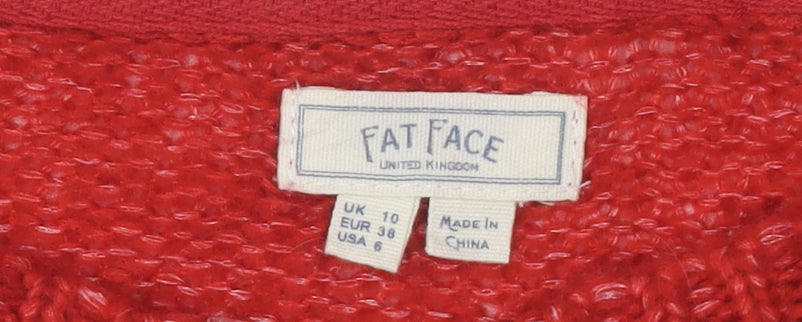 FAT FACE
UNITED KINGDOM
UK 10
EUR 38
USA 6
MADE IN
CHINA